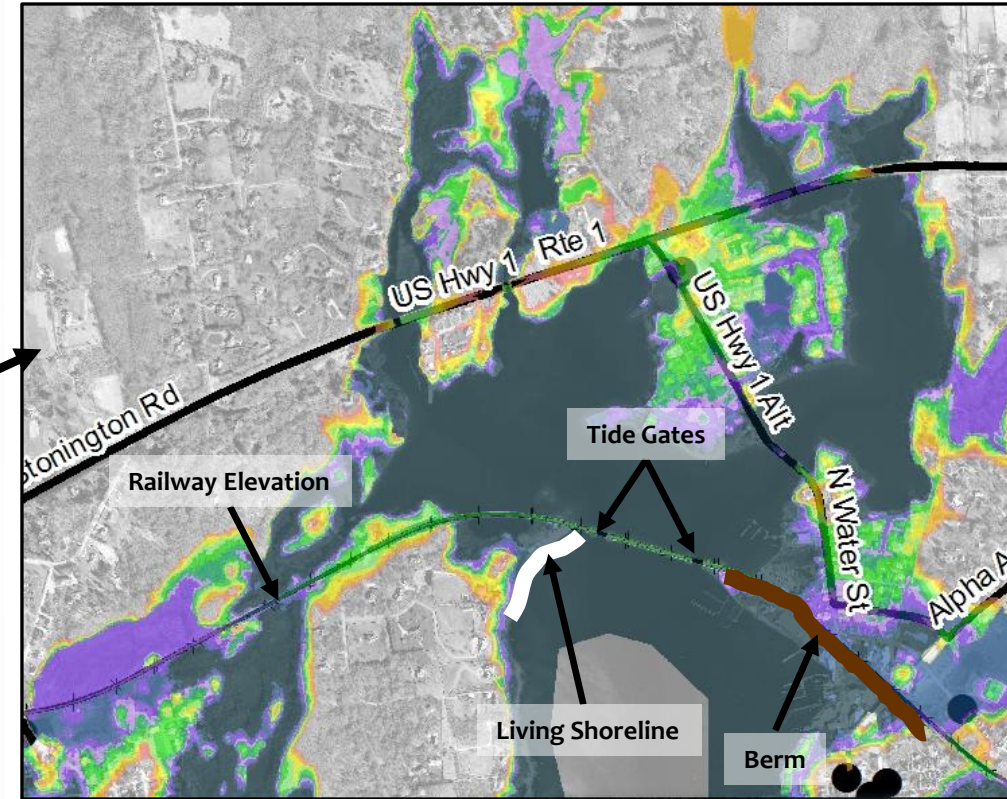 US Hwy 1 Rte 1
US Hwy 1 Alt
Stonington Rd
Tide Gates
Railway Elevation
N Water St
Alpha A
Living Shoreline
Berm